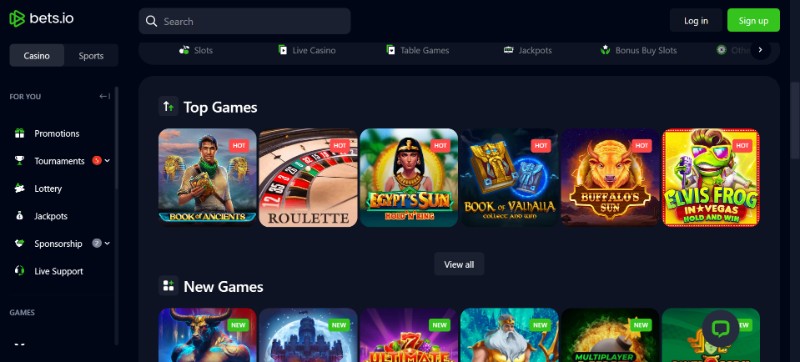 bets.io
Search
Log in
Sign up
Casino
Sports
Slots
Live Casino
Table Games
Jackpots
Bonus Buy Slots
FOR YOU
Promotions
Tournaments
Lottery
Jackpots
Sponsorship
Live Support
GAMES
Top Games
HOT
HOT
HOT
HOT
HOT
HOT
BOOK OF ANCIENTS
ROULETTE
EGYPT'S SUN
HOLD 'N' LINK
BOOK OF VALHALLA
COLLECT AND WIN
BUFFALO'S
SUN
ELVIS FROG
IN VEGAS
HOLD AND WIN
View all
New Games
NEW
NEW
NEW
NEW
NEW
NEW
ULTIMATE
MULTIPLAYER